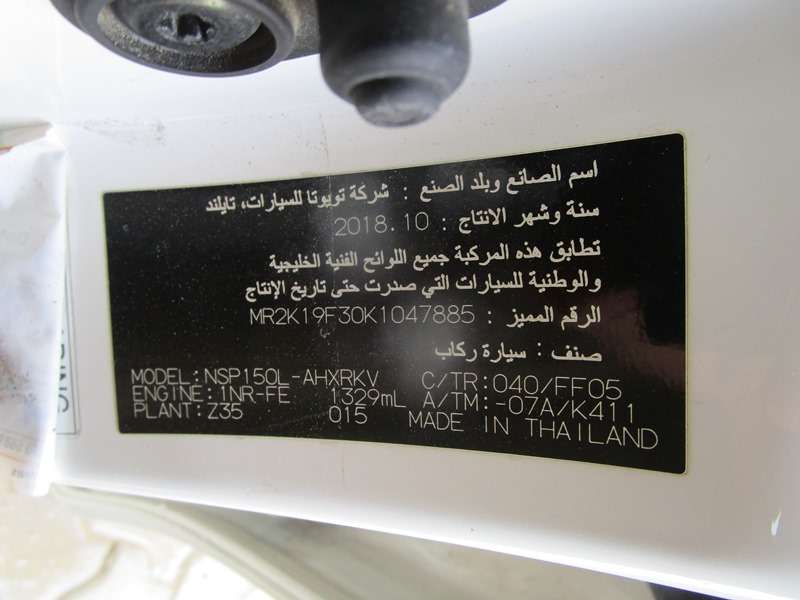 اسم الصانع وبلد الصنع : شركة تويوتا للسيارات، تايلند
سنة وشهر الانتاج : 2018.10
تطابق هذه المركبة جميع اللوائح الفنية الخليجية
والوطنية للسيارات التي صدرت حتى تاريخ الإنتاج
الرقم المميز : MR2K19F30K1047885
صنف : سيارة ركاب
MODEL:NSP150L-AHXRKV C/TR:040/FF05
ENGINE:1NR-FE 1329mL A/TM:-07A/K411
PLANT:Z35 015 MADE IN THAILAND